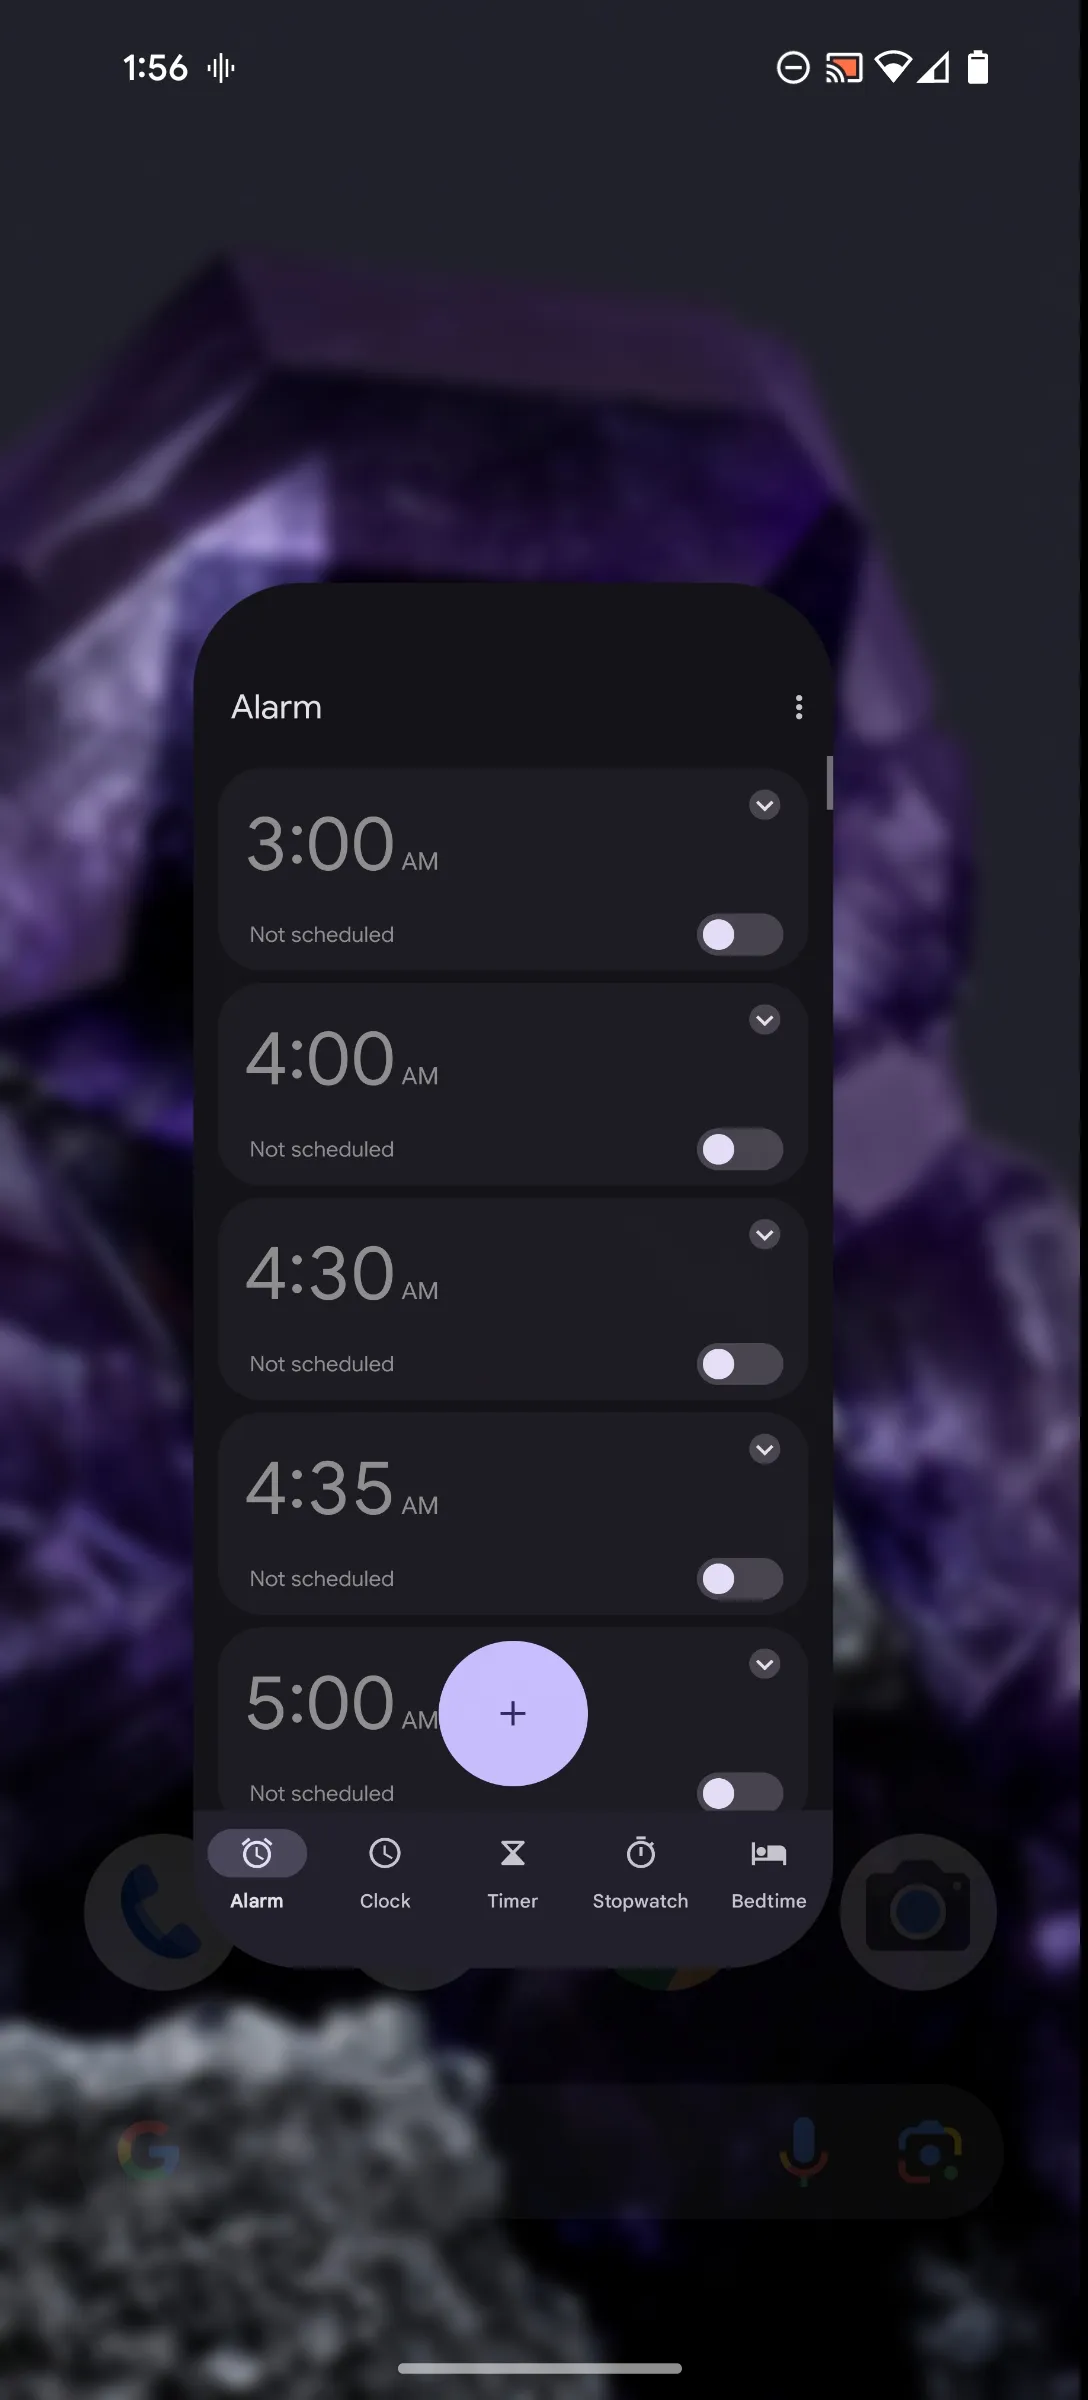 1:56
Alarm
3:00 AM
Not scheduled
4:00 AM
Not scheduled
4:30 AM
Not scheduled
4:35 AM
Not scheduled
5:00 AM
Not scheduled
Alarm Clock Timer Stopwatch Bedtime